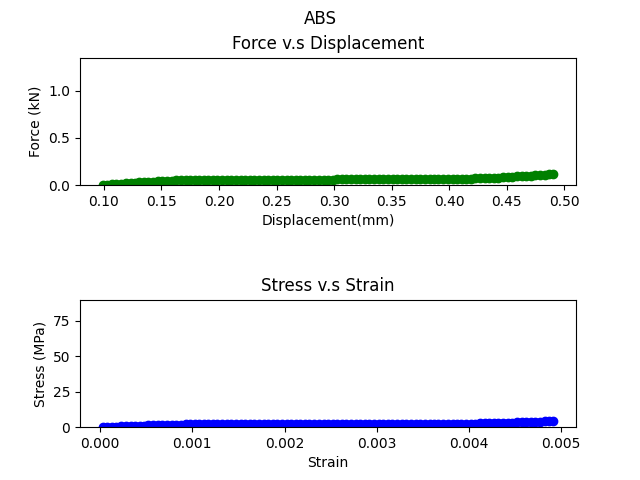 ABS
Force v.s Displacement
1.0
0.5
0.0
Force (kN)
0.10 0.15 0.20 0.25 0.30 0.35 0.40 0.45 0.50
Displacement(mm)
Stress v.s Strain
75
50
25
0
Stress (MPa)
0.000 0.001 0.002 0.003 0.004 0.005
Strain